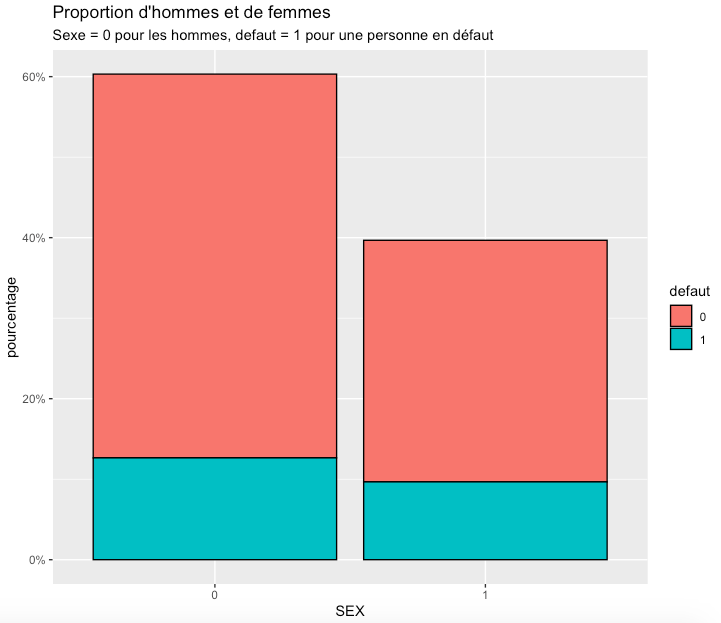 Proportion d'hommes et de femmes
Sexe = 0 pour les hommes, defaut = 1 pour une personne en défaut
60%
40%
20%
0%
pourcentage
0
1
SEX
defaut
0
1